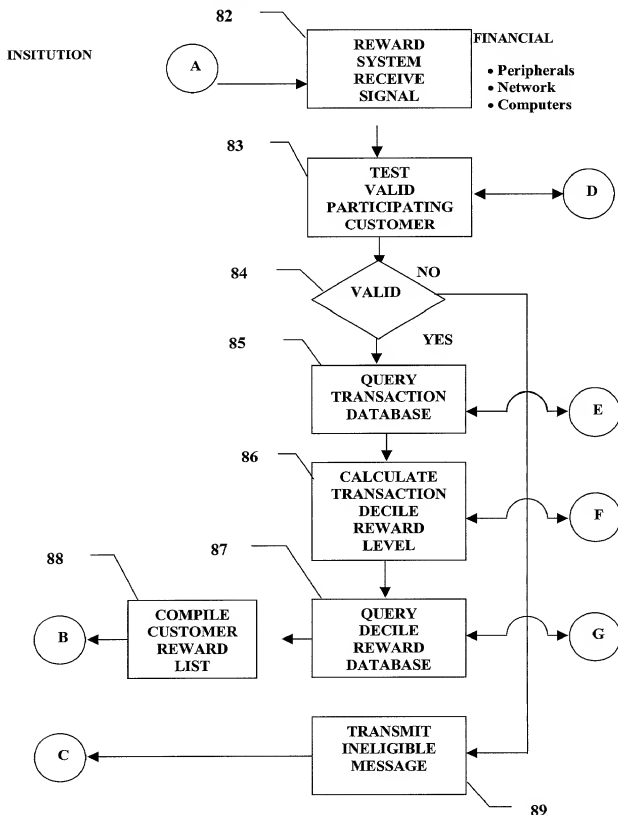 82
REWARD
SYSTEM
RECEIVE
SIGNAL
FINANCIAL
INSITUTION
A
• Peripherals
• Network
• Computers
83
TEST
VALID
PARTICIPATING
CUSTOMER
D
84
VALID
NO
YES
85
QUERY
TRANSACTION
DATABASE
E
86
CALCULATE
TRANSACTION
DECILE
REWARD
LEVEL
F
88
87
COMPILE
CUSTOMER
REWARD
LIST
B
QUERY
DECILE
REWARD
DATABASE
G
TRANSMIT
INELIGIBLE
MESSAGE
C
89